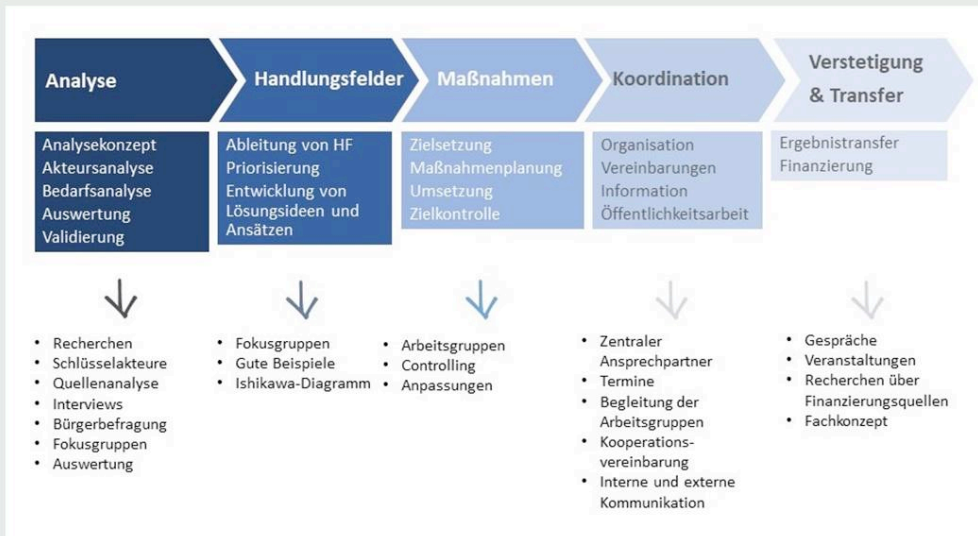 Analyse
Handlungsfelder
Maßnahmen
Koordination
Verstetigung
& Transfer
Analysekonzept
Akteursanalyse
Bedarfsanalyse
Auswertung
Validierung
Ableitung von HF
Priorisierung
Entwicklung von
Lösungsideen und
Ansätzen
Zielsetzung
Maßnahmenplanung
Umsetzung
Zielkontrolle
Organisation
Vereinbarungen
Information
Öffentlichkeitsarbeit
Ergebnistransfer
Finanzierung
• Recherchen
• Schlüsselakteure
• Quellenanalyse
• Interviews
• Bürgerbefragung
• Fokusgruppen
• Auswertung
• Fokusgruppen
• Gute Beispiele
• Ishikawa-Diagramm
• Arbeitsgruppen
• Controlling
• Anpassungen
• Zentraler
Ansprechpartner
• Termine
• Begleitung der
Arbeitsgruppen
• Kooperations-
vereinbarung
• Interne und externe
Kommunikation
• Gespräche
• Veranstaltungen
• Recherchen über
Finanzierungsquellen
• Fachkonzept